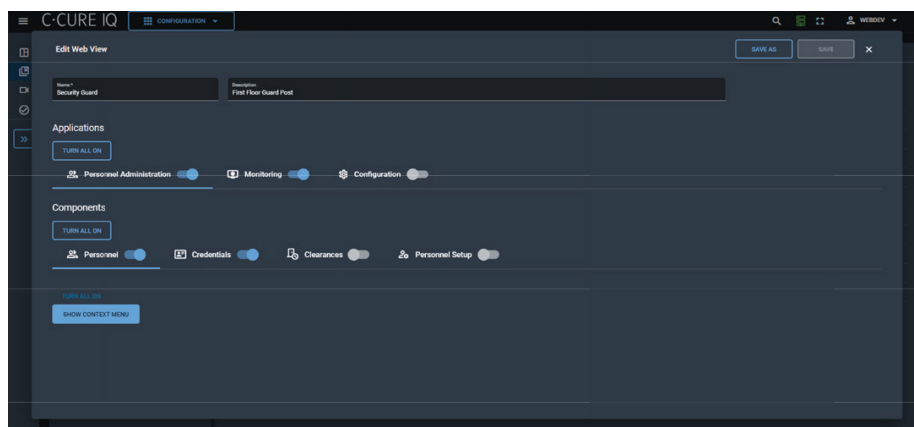 C•CURE IQ CONFIGURATION WEBDEV
Edit Web View SAVE AS SAVE
Name* Description
Security Guard First Floor Guard Post
Applications
TURN ALL ON
Personnel Administration Monitoring Configuration
Components
TURN ALL ON
Personnel Credentials Clearances Personnel Setup
TURN ALL ON
SHOW CONTEXT MENU